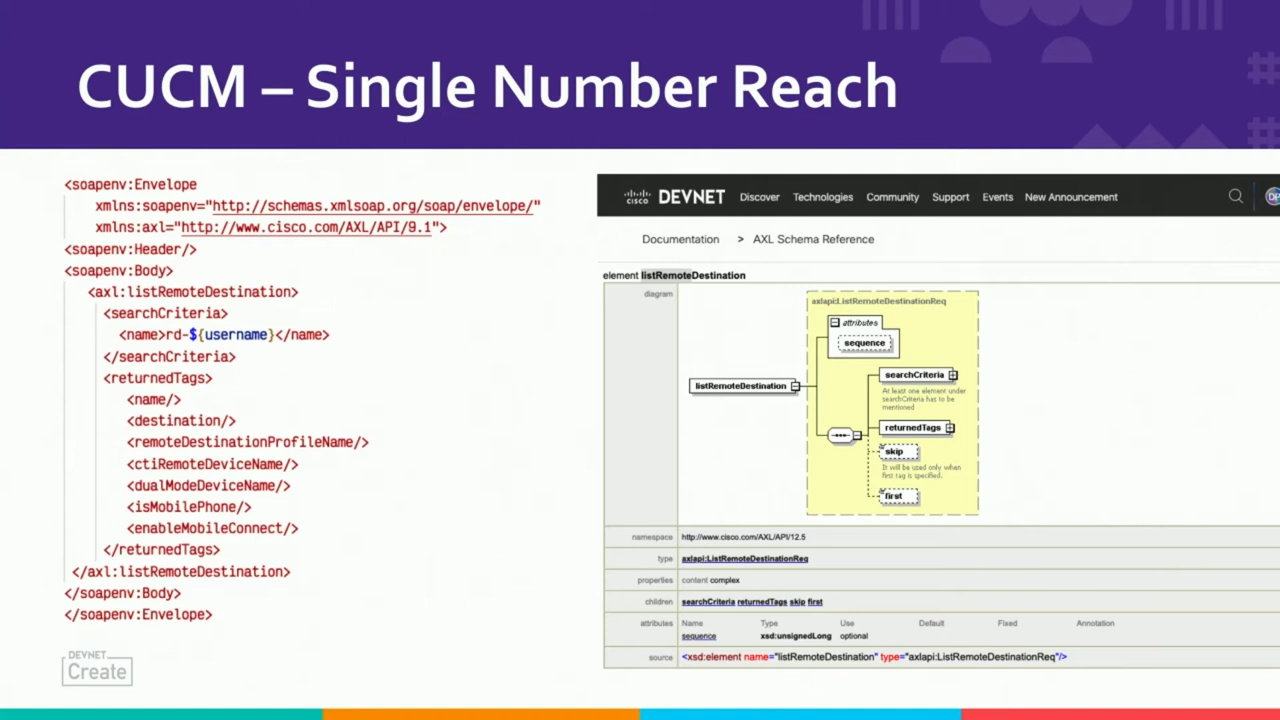 CUCM – Single Number Reach
<soapenv:Envelope
xmlns:soapenv="http://schemas.xmlsoap.org/soap/envelope/"
xmlns:axl="http://www.cisco.com/AXL/API/9.1">
<soapenv:Header/>
<soapenv:Body>
<axl:listRemoteDestination>
<searchCriteria>
<name>rd-${username}</name>
</searchCriteria>
<returnedTags>
<name/>
<destination/>
<remoteDestinationProfileName/>
<ctiRemoteDeviceName/>
<dualModeDeviceName/>
<isMobilePhone/>
<enableMobileConnect/>
</returnedTags>
</axl:listRemoteDestination>
</soapenv:Body>
</soapenv:Envelope>
DEVNET
Create
CISCO DEVNET Discover Technologies Community Support Events New Announcement DP
Documentation > AXL Schema Reference
element listRemoteDestination
diagram
axlapi:ListRemoteDestinationReq
attributes
sequence
listRemoteDestination
searchCriteria
At least one element under
searchCriteria has to be
mentioned
returnedTags
skip
It will be used only when
first tag is specified.
first
namespace http://www.cisco.com/AXL/API/12.5
type axlapi:ListRemoteDestinationReq
properties content complex
children searchCriteria returnedTags skip first
attributes Name Type Use Default Fixed Annotation
sequence xsd:unsignedLong optional
source <xsd:element name="listRemoteDestination" type="axlapi:ListRemoteDestinationReq"/>